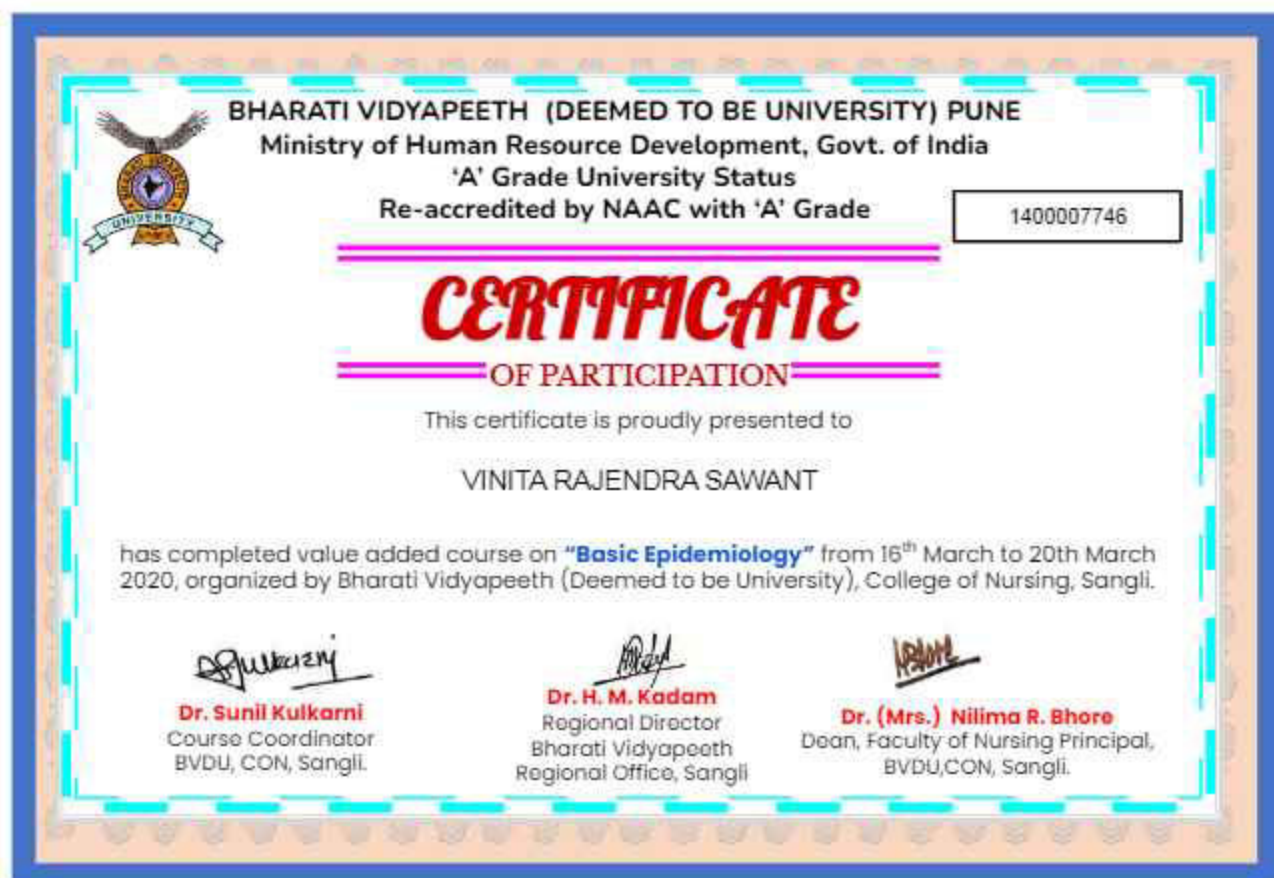 BHARATI VIDYAPEETH (DEEMED TO BE UNIVERSITY) PUNE
Ministry of Human Resource Development, Govt. of India
‘A’ Grade University Status
Re-accredited by NAAC with ‘A’ Grade
1400007746
BHARATI VIDYAPEETH
UNIVERSITY
CERTIFICATE
OF PARTICIPATION
This certificate is proudly presented to
VINITA RAJENDRA SAWANT
has completed value added course on “Basic Epidemiology” from 16th March to 20th March
2020, organized by Bharati Vidyapeeth (Deemed to be University), College of Nursing, Sangli.
Dr. Sunil Kulkarni
Course Coordinator
BVDU, CON, Sangli.
Dr. H. M. Kadam
Regional Director
Bharati Vidyapeeth
Regional Office, Sangli
Dr. (Mrs.) Nilima R. Bhore
Dean, Faculty of Nursing Principal,
BVDU,CON, Sangli.